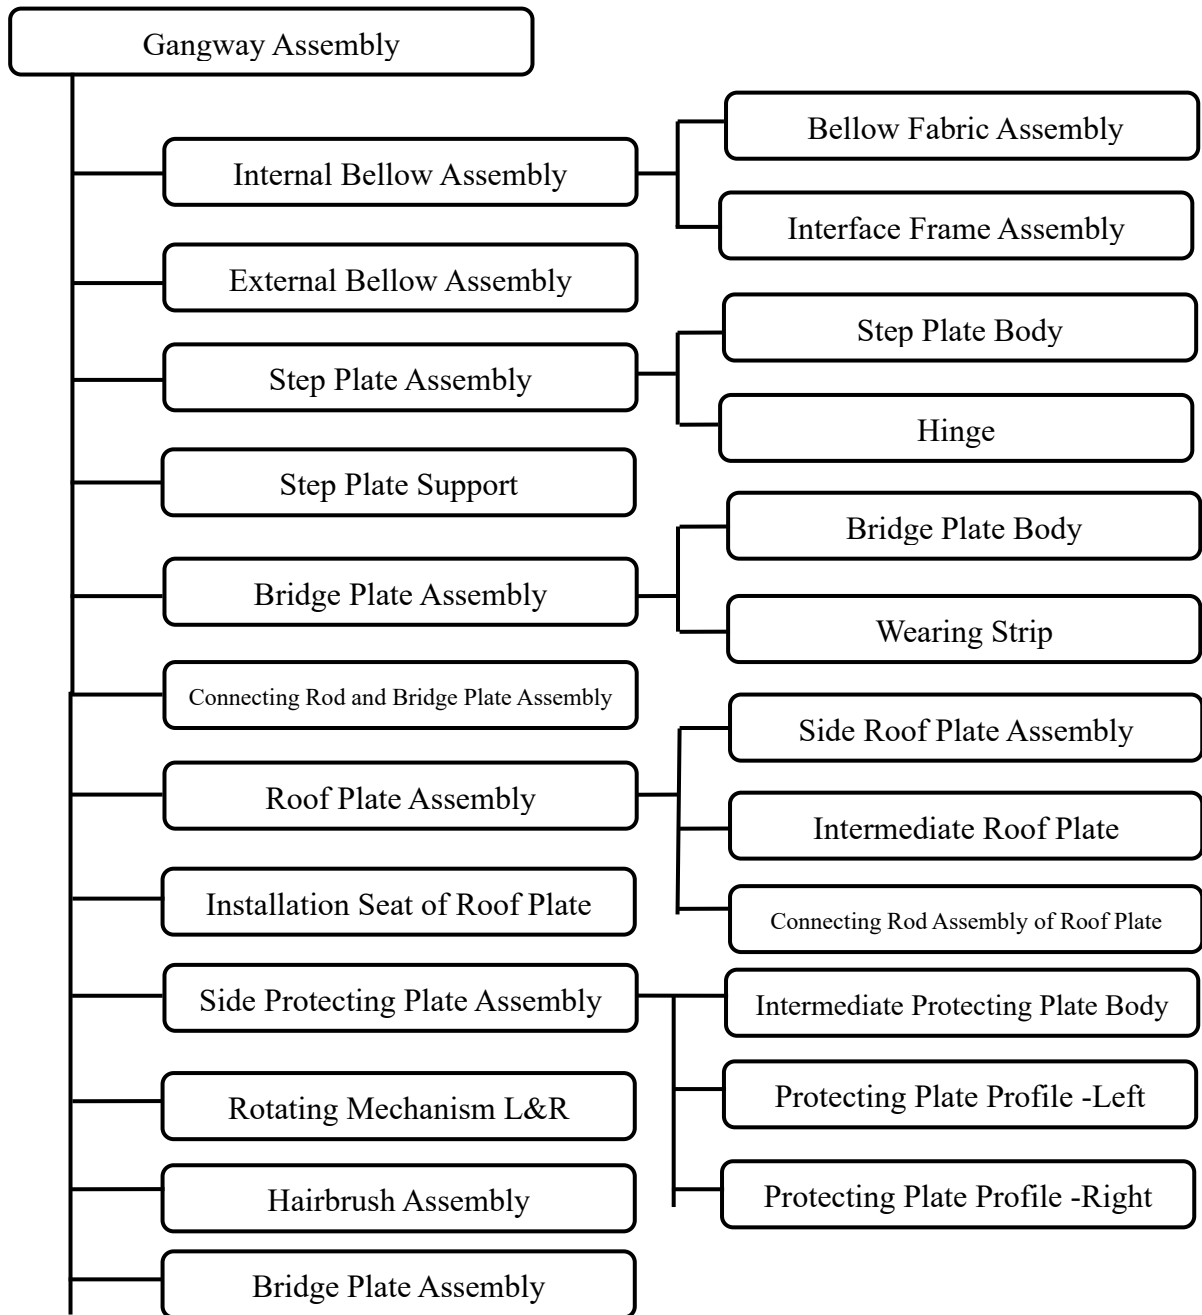 Gangway Assembly
Bellow Fabric Assembly
Internal Bellow Assembly
Interface Frame Assembly
External Bellow Assembly
Step Plate Body
Step Plate Assembly
Hinge
Step Plate Support
Bridge Plate Body
Bridge Plate Assembly
Wearing Strip
Connecting Rod and Bridge Plate Assembly
Side Roof Plate Assembly
Roof Plate Assembly
Intermediate Roof Plate
Installation Seat of Roof Plate
Connecting Rod Assembly of Roof Plate
Side Protecting Plate Assembly
Intermediate Protecting Plate Body
Protecting Plate Profile -Left
Rotating Mechanism L&R
Protecting Plate Profile -Right
Hairbrush Assembly
Bridge Plate Assembly